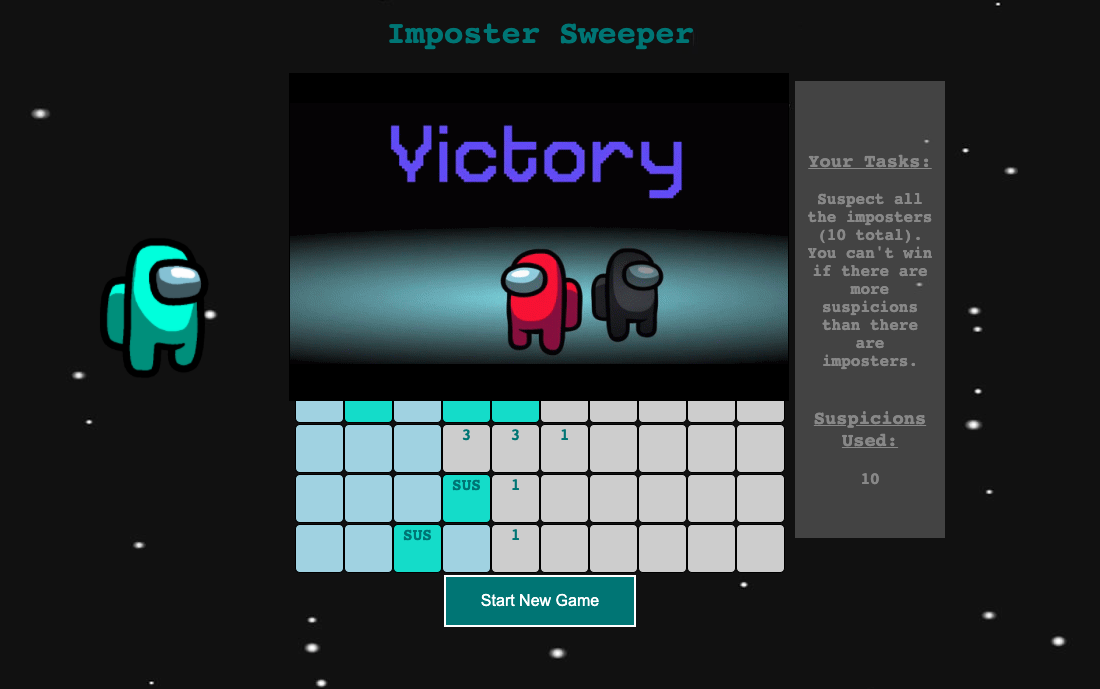 Imposter Sweeper
Victory
Your Tasks:
Suspect all
the imposters
(10 total).
You can't win
if there are
more
suspicions
than there
are
imposters.
Suspicions
Used:
10
3 3 1
SUS 1
SUS 1
Start New Game